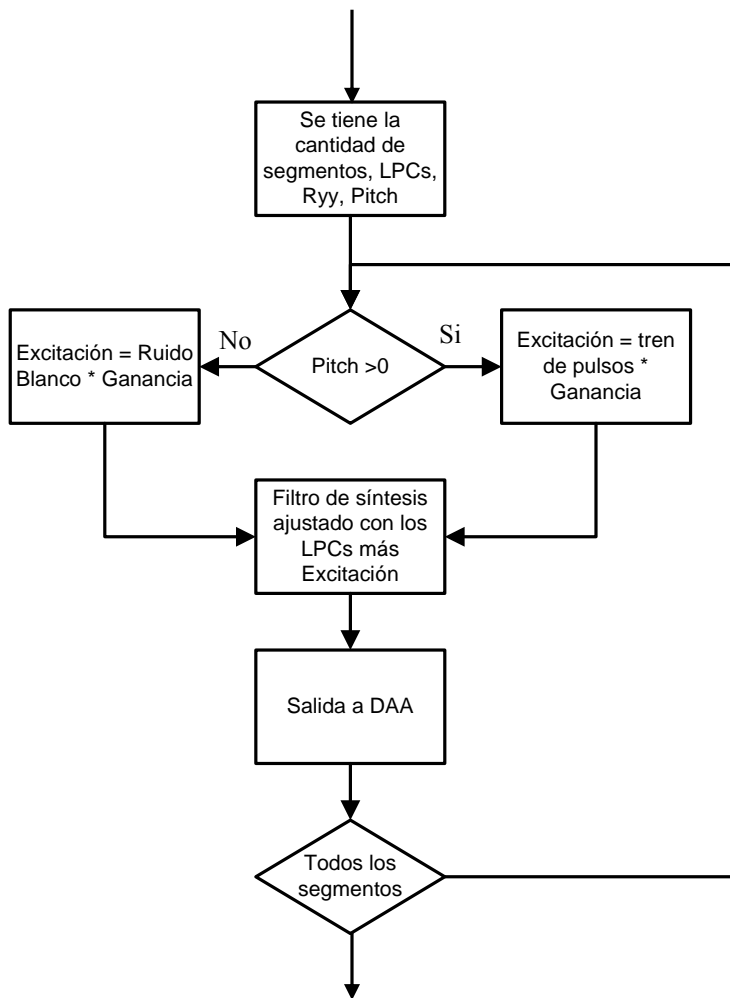 Se tiene la
cantidad de
segmentos, LPCs,
Ryy, Pitch
No
Si
Excitación = Ruido
Blanco * Ganancia
Pitch >0
Excitación = tren
de pulsos *
Ganancia
Filtro de síntesis
ajustado con los
LPCs más
Excitación
Salida a DAA
Todos los
segmentos